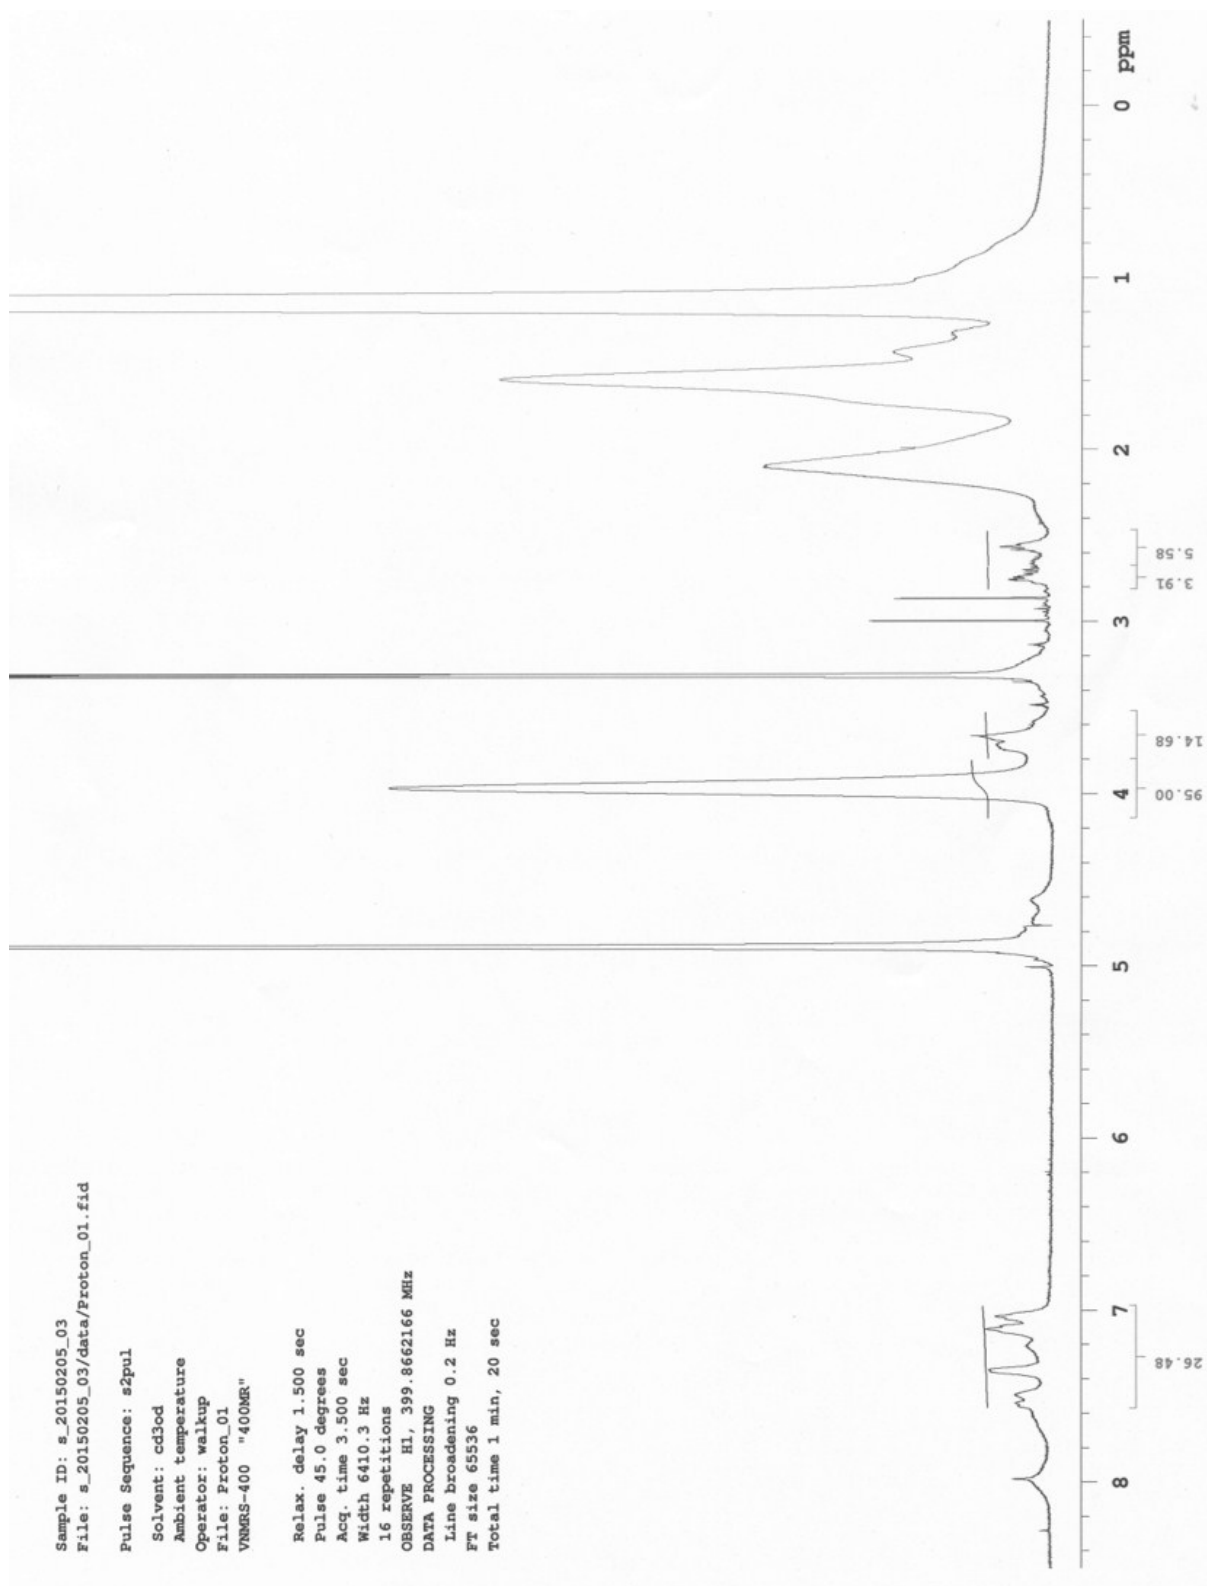 Sample ID: s_20150205_03
File: s_20150205_03/data/Proton_01.fid
Pulse Sequence: s2pul
Solvent: cd3od
Ambient temperature
Operator: walkup
File: Proton_01
VNMRS-400 "400MR"
Relax. delay 1.500 sec
Pulse 45.0 degrees
Acq. time 3.500 sec
Width 6410.3 Hz
16 repetitions
OBSERVE H1, 399.8662166 MHz
DATA PROCESSING
Line broadening 0.2 Hz
FT size 65536
Total time 1 min, 20 sec
8 7 6 5 4 3 2 1 0 ppm
26.48 95.00 14.68 3.91 5.58